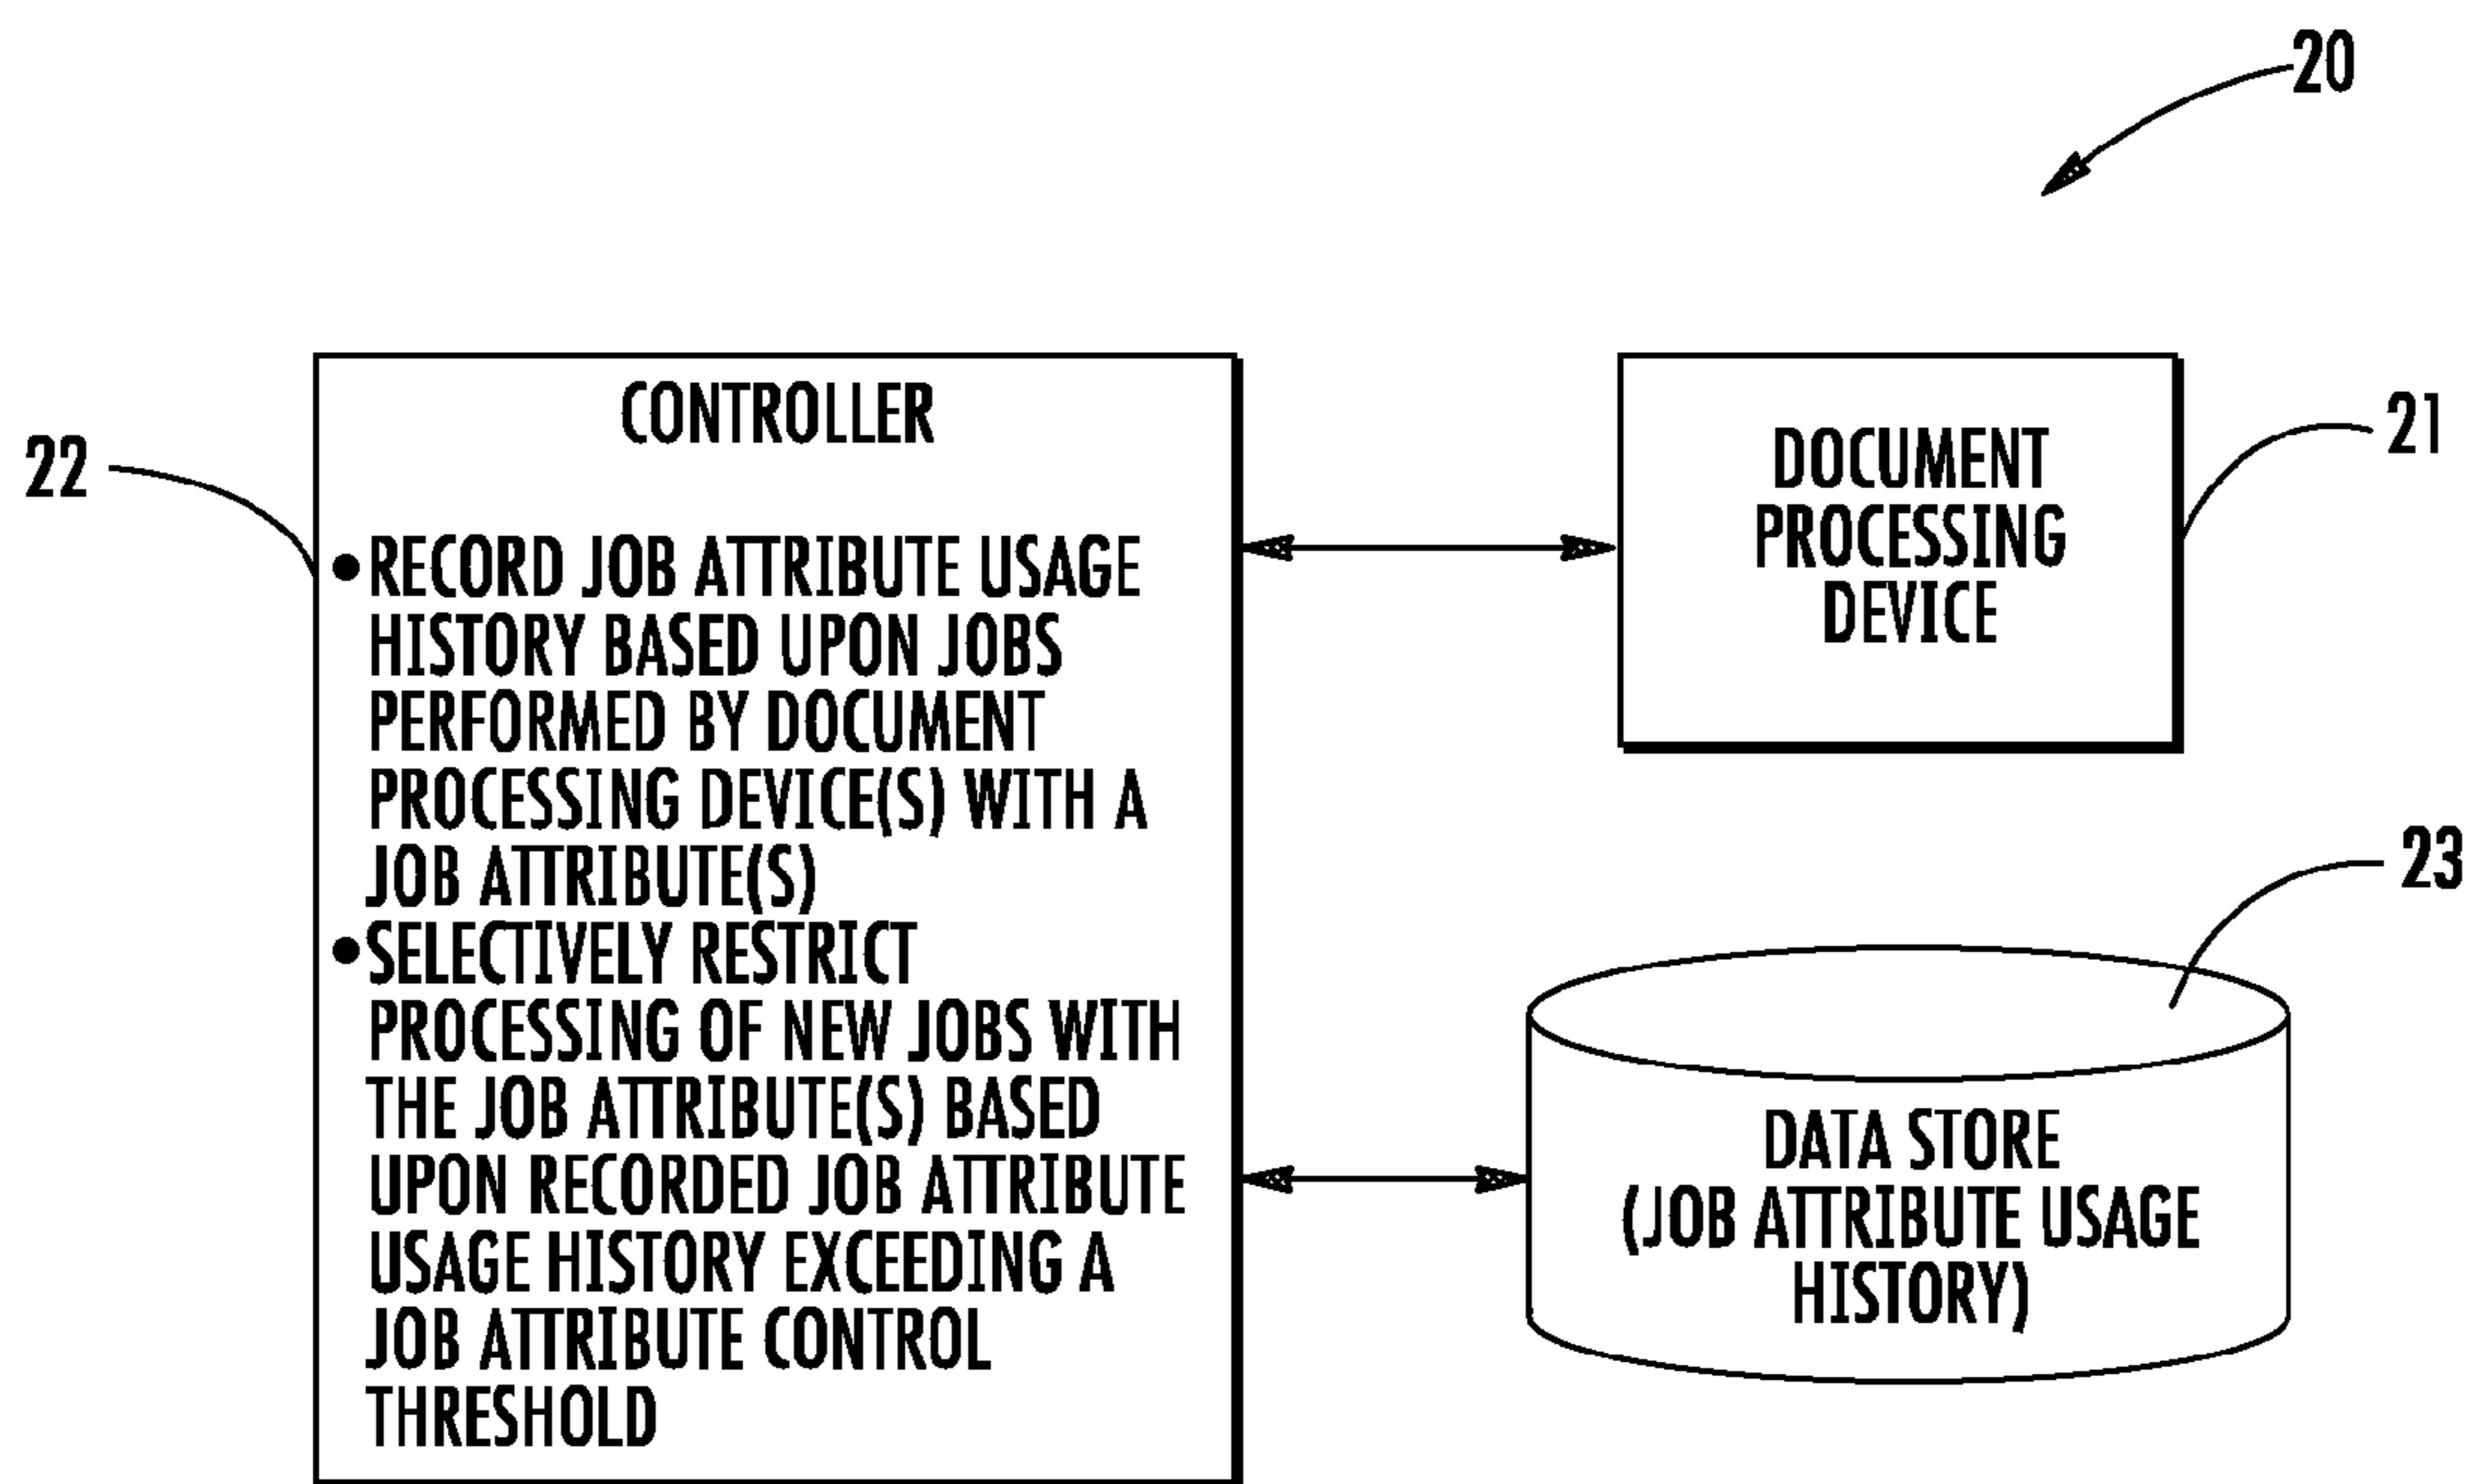 20
22
CONTROLLER
●RECORD JOB ATTRIBUTE USAGE
HISTORY BASED UPON JOBS
PERFORMED BY DOCUMENT
PROCESSING DEVICE(S) WITH A
JOB ATTRIBUTE(S)
●SELECTIVELY RESTRICT
PROCESSING OF NEW JOBS WITH
THE JOB ATTRIBUTE(S) BASED
UPON RECORDED JOB ATTRIBUTE
USAGE HISTORY EXCEEDING A
JOB ATTRIBUTE CONTROL
THRESHOLD
DOCUMENT
PROCESSING
DEVICE
21
23
DATA STORE
(JOB ATTRIBUTE USAGE
HISTORY)